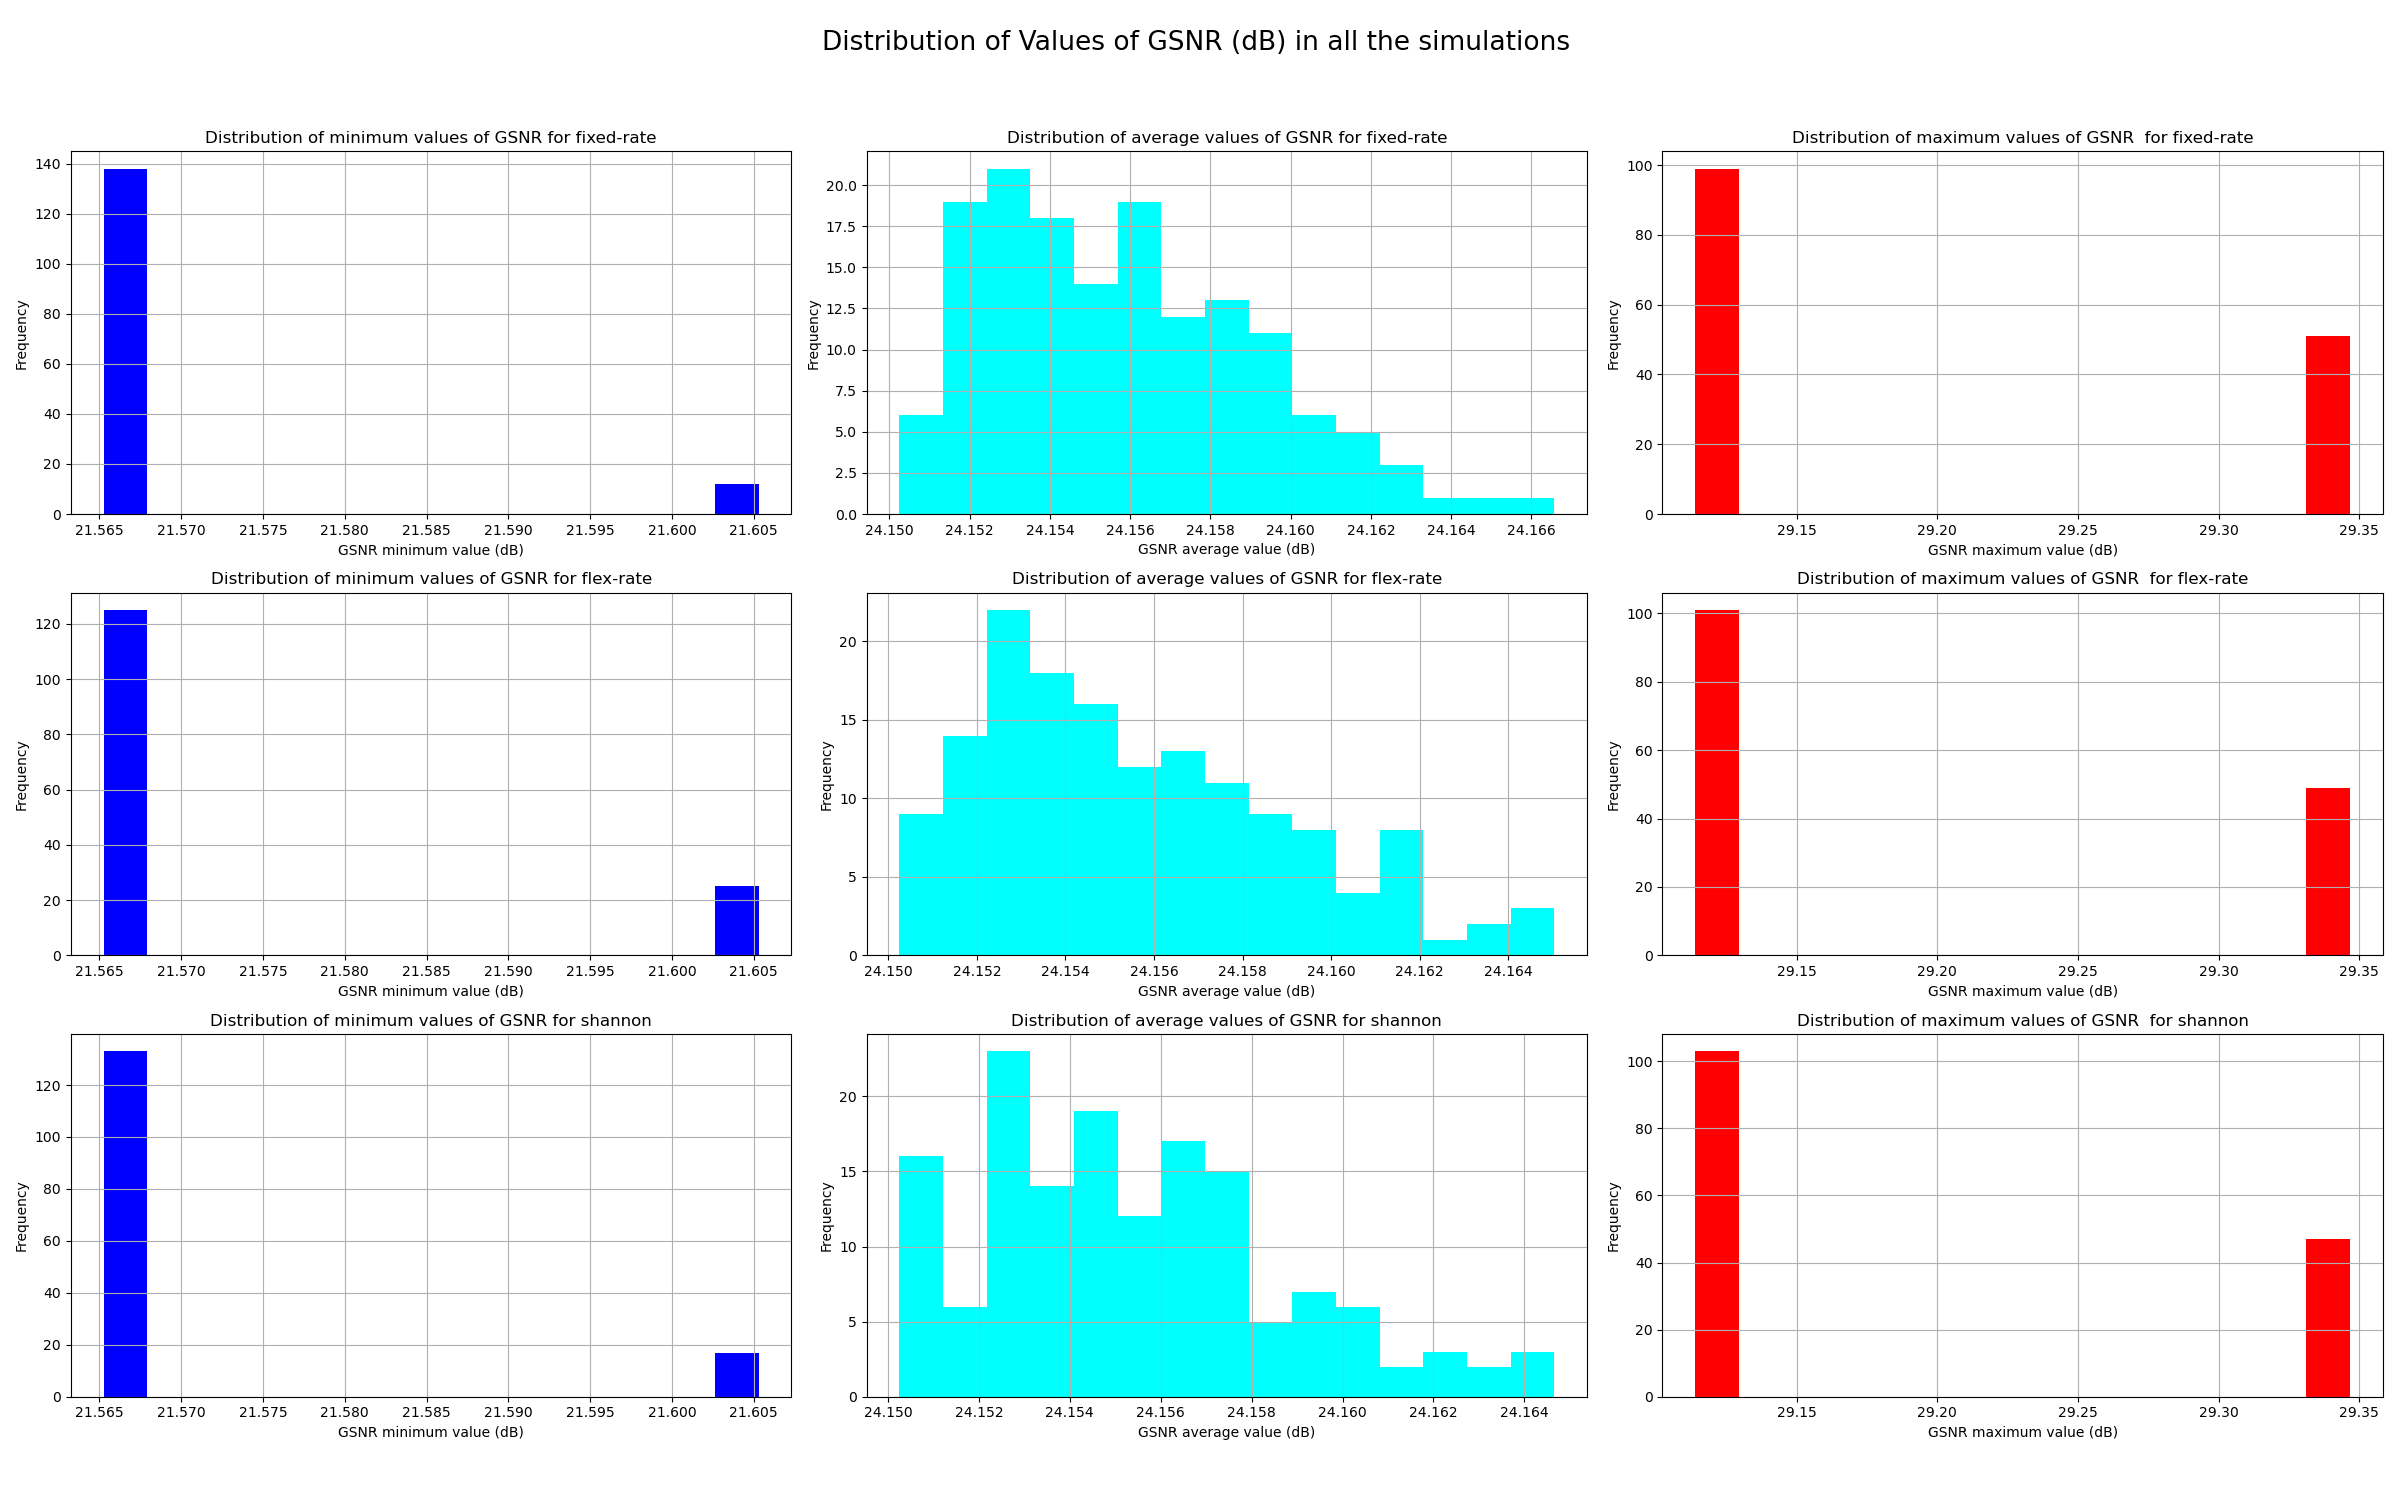 Distribution of Values of GSNR (dB) in all the simulations
Distribution of minimum values of GSNR for fixed-rate
140
120
100
80
60
40
20
0
Frequency
21.565 21.570 21.575 21.580 21.585 21.590 21.595 21.600 21.605
GSNR minimum value (dB)
Distribution of average values of GSNR for fixed-rate
20.0
17.5
15.0
12.5
10.0
7.5
5.0
2.5
0.0
Frequency
24.150 24.152 24.154 24.156 24.158 24.160 24.162 24.164 24.166
GSNR average value (dB)
Distribution of maximum values of GSNR  for fixed-rate
100
80
60
40
20
0
Frequency
29.15 29.20 29.25 29.30 29.35
GSNR maximum value (dB)
Distribution of minimum values of GSNR for flex-rate
120
100
80
60
40
20
0
Frequency
21.565 21.570 21.575 21.580 21.585 21.590 21.595 21.600 21.605
GSNR minimum value (dB)
Distribution of average values of GSNR for flex-rate
20
15
10
5
0
Frequency
24.150 24.152 24.154 24.156 24.158 24.160 24.162 24.164
GSNR average value (dB)
Distribution of maximum values of GSNR  for flex-rate
100
80
60
40
20
0
Frequency
29.15 29.20 29.25 29.30 29.35
GSNR maximum value (dB)
Distribution of minimum values of GSNR for shannon
120
100
80
60
40
20
0
Frequency
21.565 21.570 21.575 21.580 21.585 21.590 21.595 21.600 21.605
GSNR minimum value (dB)
Distribution of average values of GSNR for shannon
20
15
10
5
0
Frequency
24.150 24.152 24.154 24.156 24.158 24.160 24.162 24.164
GSNR average value (dB)
Distribution of maximum values of GSNR  for shannon
100
80
60
40
20
0
Frequency
29.15 29.20 29.25 29.30 29.35
GSNR maximum value (dB)